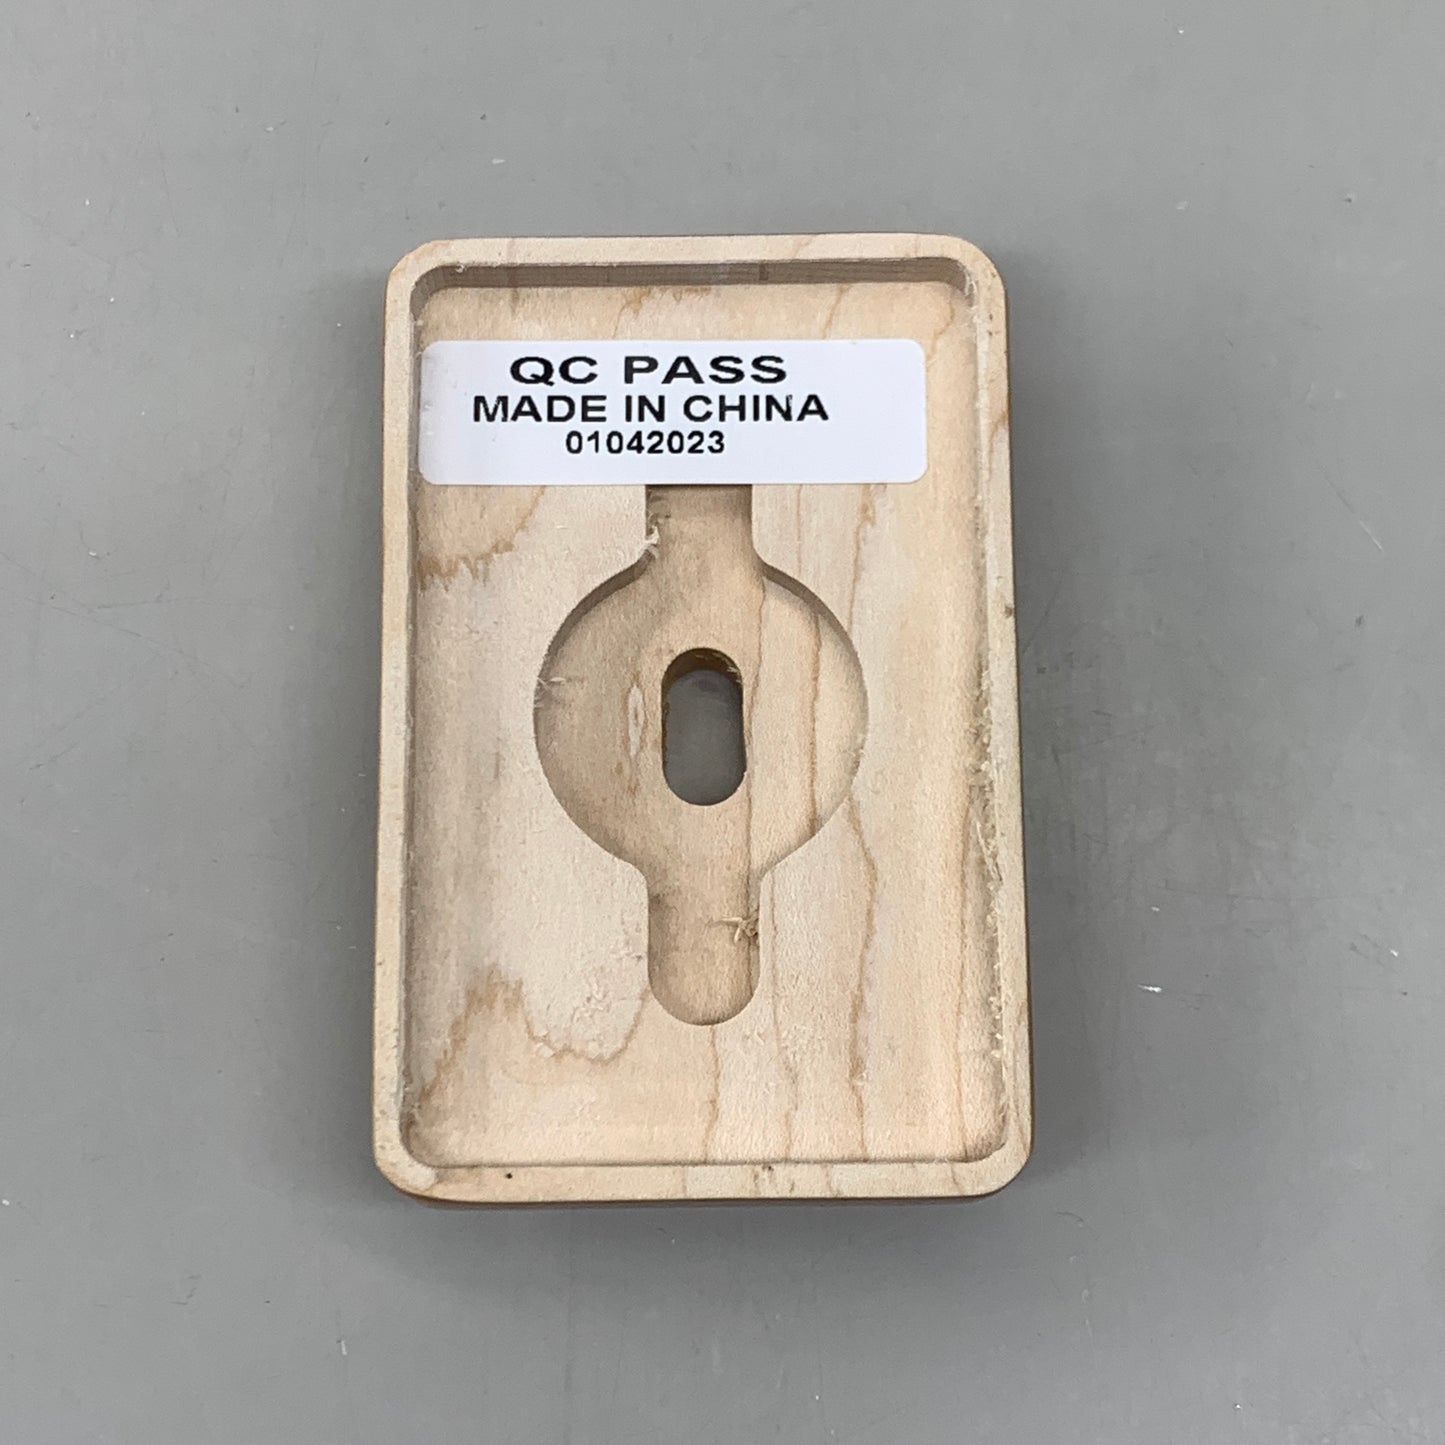 QC PASS
MADE IN CHINA
01042023